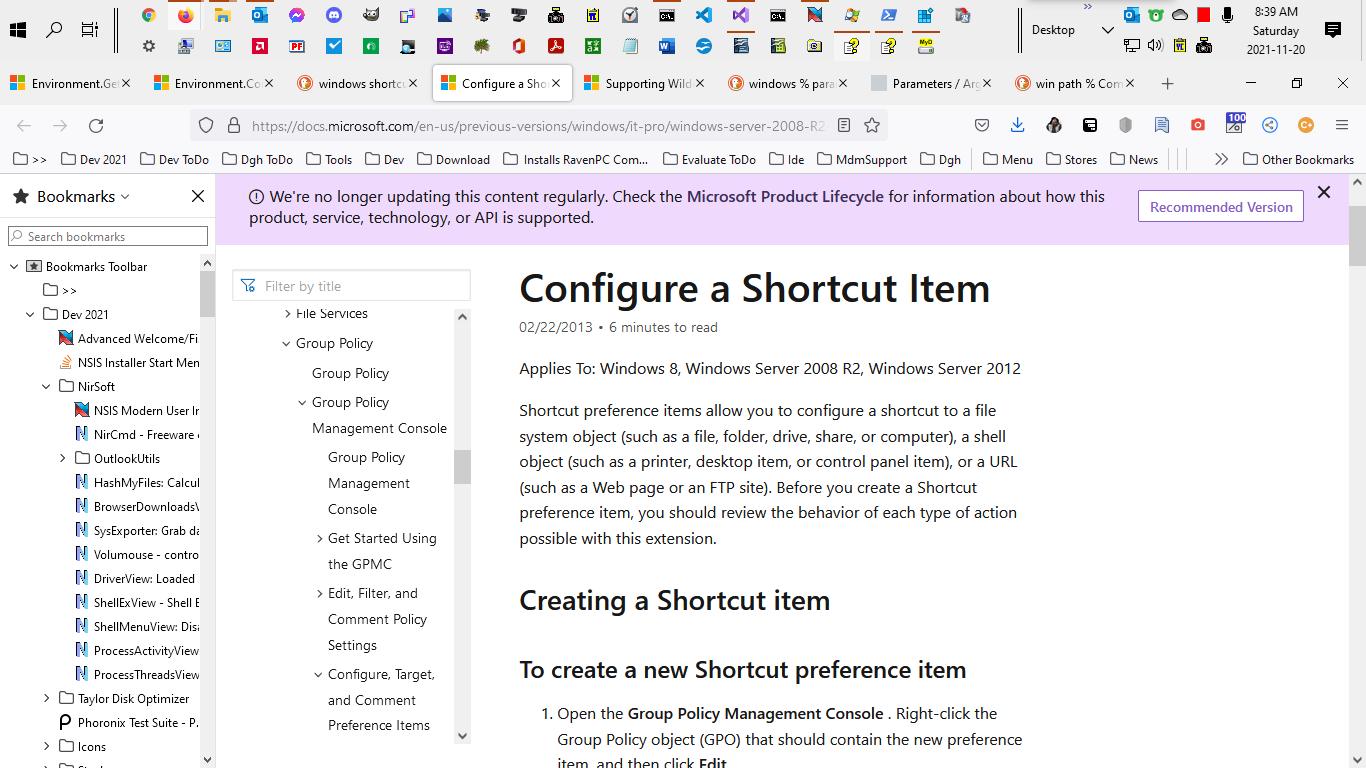 8:39 AM
Desktop
Saturday
2021-11-20
Environment.Get
Environment.Co
windows shortcu
Configure a Sho
Supporting Wild
windows % para
Parameters / Arg
win path % Com
https://docs.microsoft.com/en-us/previous-versions/windows/it-pro/windows-server-2008-R2
100
>>
Dev 2021
Dev ToDo
Dgh ToDo
Tools
Dev
Download
Installs RavenPC Com...
Evaluate ToDo
Ide
MdmSupport
Dgh
Menu
Stores
News
Other Bookmarks
Bookmarks
Search bookmarks
Bookmarks Toolbar
>>
Dev 2021
Advanced Welcome/Fi
NSIS Installer Start Men
NirSoft
NSIS Modern User In
NirCmd - Freeware
OutlookUtils
HashMyFiles: Calcul
BrowserDownloadsV
SysExporter: Grab da
Volumouse - contro
DriverView: Loaded
ShellExView - Shell E
ShellMenuView: Disa
ProcessActivityView
ProcessThreadsView
Taylor Disk Optimizer
Phoronix Test Suite - P...
Icons
We're no longer updating this content regularly. Check the Microsoft Product Lifecycle for information about how this
product, service, technology, or API is supported.
Recommended Version
Filter by title
File Services
Group Policy
Group Policy
Group Policy
Management Console
Group Policy
Management
Console
Get Started Using
the GPMC
Edit, Filter, and
Comment Policy
Settings
Configure, Target,
and Comment
Preference Items
Configure a Shortcut Item
02/22/2013 • 6 minutes to read
Applies To: Windows 8, Windows Server 2008 R2, Windows Server 2012
Shortcut preference items allow you to configure a shortcut to a file
system object (such as a file, folder, drive, share, or computer), a shell
object (such as a printer, desktop item, or control panel item), or a URL
(such as a Web page or an FTP site). Before you create a Shortcut
preference item, you should review the behavior of each type of action
possible with this extension.
Creating a Shortcut item
To create a new Shortcut preference item
1. Open the Group Policy Management Console . Right-click the
Group Policy object (GPO) that should contain the new preference
item, and then click Edit